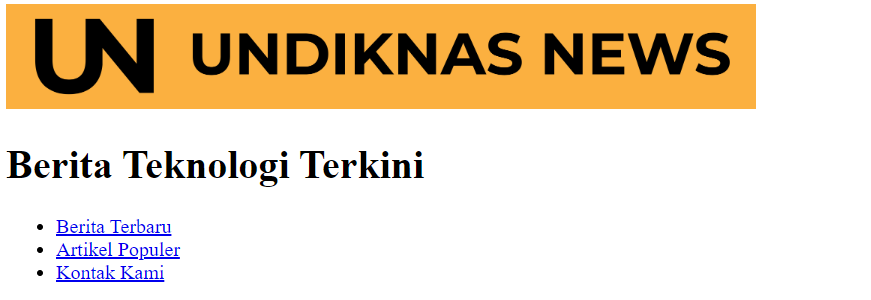 UN UNDIKNAS NEWS
Berita Teknologi Terkini
Berita Terbaru
Artikel Populer
Kontak Kami